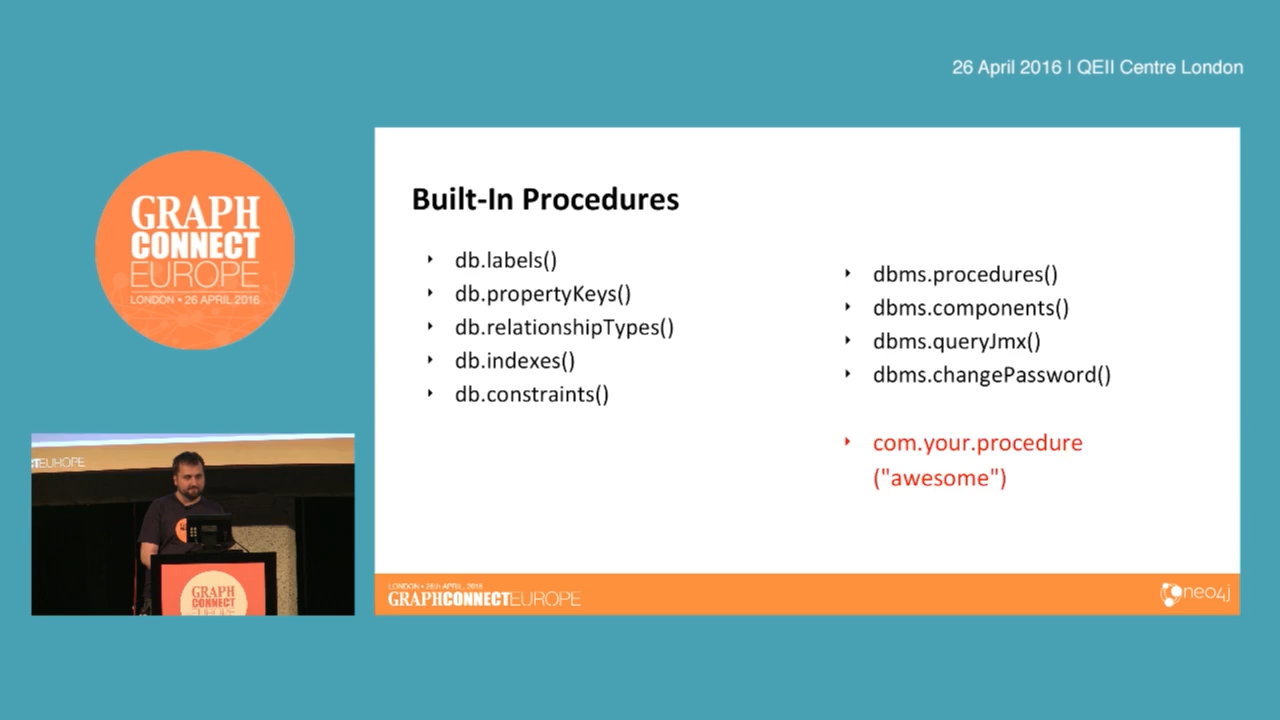 26 April 2016 | QEII Centre London
GRAPH
CONNECT
EUROPE
LONDON • 26 APRIL 2016
Built-In Procedures
db.labels()
db.propertyKeys()
db.relationshipTypes()
db.indexes()
db.constraints()
dbms.procedures()
dbms.components()
dbms.queryJmx()
dbms.changePassword()
com.your.procedure
("awesome")
CTEUROPE
GRAPH
CONNECT
EUROPE
LONDON • 26th APRIL, 2016
GRAPHCONNECTEUROPE
neo4j